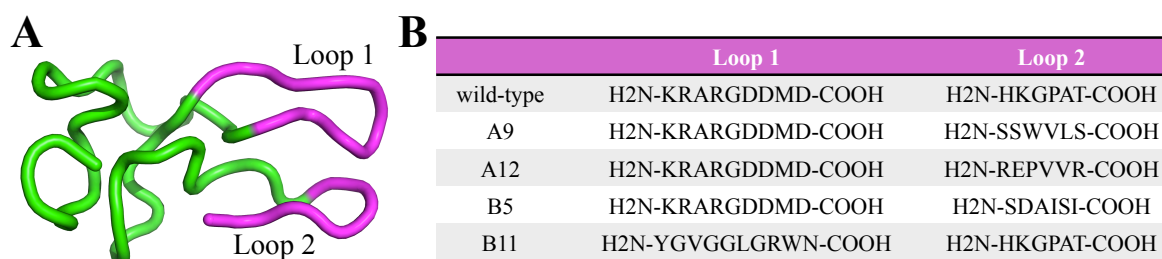 A
Loop 1
Loop 2
B
Loop 1 Loop 2
wild-type H2N-KRARGDDMD-COOH H2N-HKGPAT-COOH
A9 H2N-KRARGDDMD-COOH H2N-SSWVLS-COOH
A12 H2N-KRARGDDMD-COOH H2N-REPVVR-COOH
B5 H2N-KRARGDDMD-COOH H2N-SDAISI-COOH
B11 H2N-YGVGGLGRWN-COOH H2N-HKGPAT-COOH